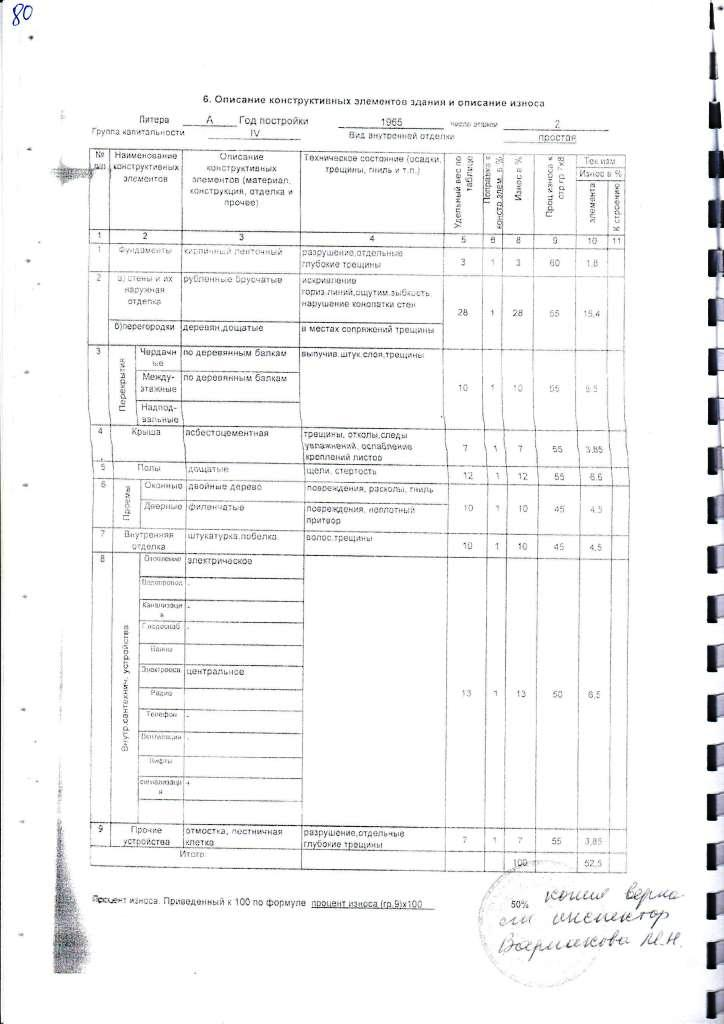 80
6. Описание конструктивных элементов здания и описание износа
Литера А Год постройки 1965 число этажей 2
Группа капитальности IV Вид внутренней отделки простая
№ п/п Наименование конструктивных элементов Описание конструктивных элементов (материал, конструкция, отделка и прочее) Техническое состояние (осадки, трещины, гниль и т.п.) Удельный вес по таблице Поправка к констр.элем. в % Износ в % Проц.износа к стр.гр.7х8 Тек изм Износ в % элемента К строению
1 2 3 4 5 6 8 9 10 11
1 Фундаменты кирпичный ленточный разрушение,отдельные глубокие трещины 3 1 3 60 1,8
2 а) стены и их наружная отделка рубленные брусчатые искривление гориз.линий,ощутим.зыбкость нарушение конопатки стен 28 1 28 55 15,4
б)перегородки деревян,дощатые в местах сопряжений трещины
3 Перекрытия Чердачные по деревянным балкам выпучив.штук.слоя,трещины 10 1 10 55 5,5
Между-этажные по деревянным балкам
Надпод-вальные
4 Крыша асбестоцементная трещины, отколы,следы увлажнений, ослабление креплений листов 7 1 7 55 3,85
5 Полы дощатые щели, стертость 12 1 12 55 6,6
6 Проемы Оконные двойные дерево повреждения, расколы, гниль
Дверные филенчатые повреждения, неплотный притвор 10 1 10 45 4,5
7 Внутренняя отделка штукатурка,побелка волос.трещины 10 1 10 45 4,5
8 Внутр.сантехнич. устройства Отопление электрическое
Водопровод -
Канализация -
Г.водоснаб -
Ванны
Электроосв. центральное
Радио - 13 1 13 50 6,5
Телефон -
Вентиляция -
Лифты
сигнализация +
9 Прочие устройства отмостка, лестничная клетка разрушение,отдельные глубокие трещины 7 1 7 55 3,85
Итого 100 52,5
Процент износа. Приведенный к 100 по формуле процент износа (гр.9)х100 50%
копия верна
инспектор
М.Н.